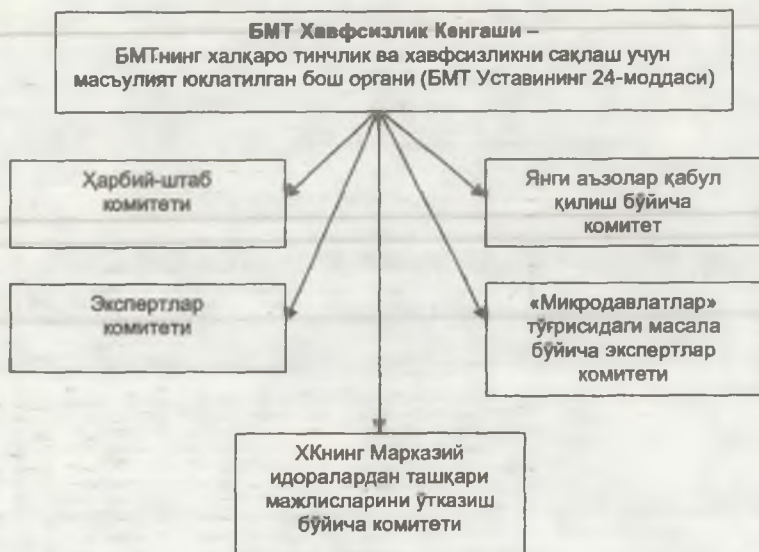 БМТ Хавфсизлик Кенгаши –
БМТнинг халқаро тинчлик ва хавфсизликни сақлаш учун
масъулият юклатилган бош органи (БМТ Уставининг 24-моддаси)
Ҳарбий-штаб
комитети
Янги аъзолар қабул
қилиш бўйича
комитет
Экспертлар
комитети
«Микродавлатлар»
тўғрисидаги масала
бўйича экспертлар
комитети
ХКнинг Марказий
идоралардан ташқари
мажлисларини ўтказиш
бўйича комитети